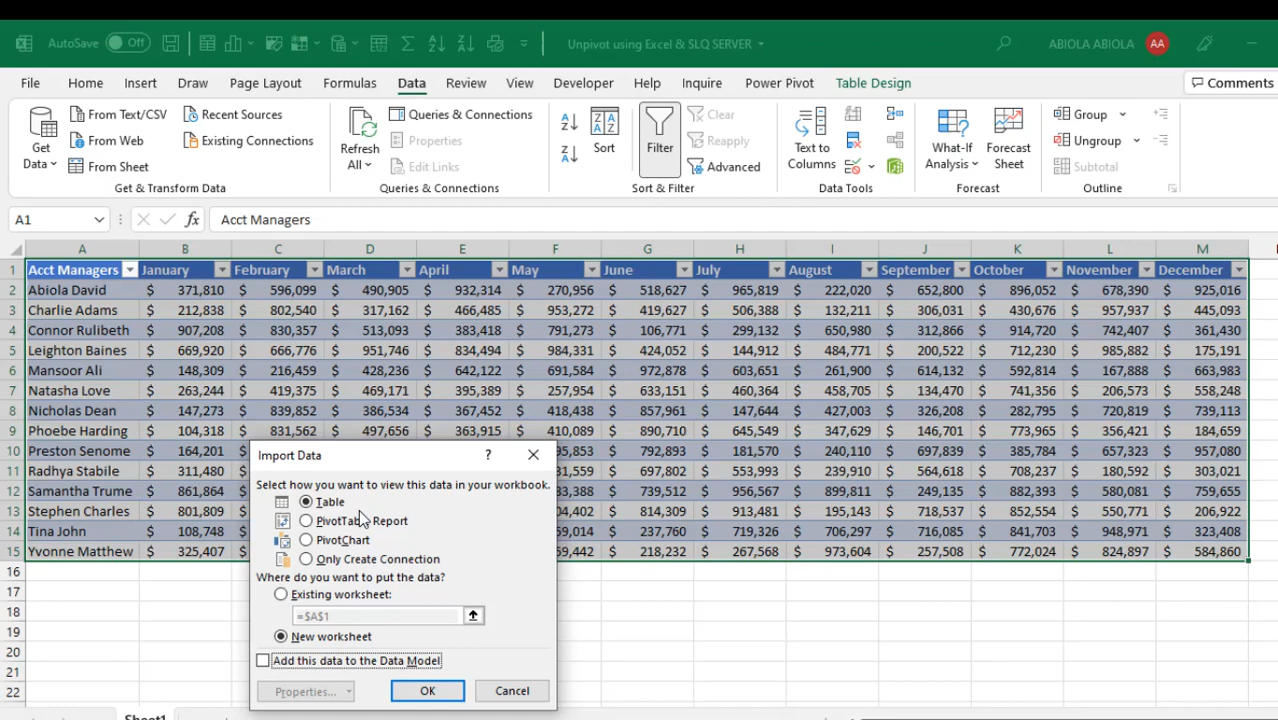 AutoSave Off Unpivot using Excel & SLQ SERVER ABIOLA ABIOLA AA
File Home Insert Draw Page Layout Formulas Data Review View Developer Help Inquire Power Pivot Table Design Comments
Get Data From Text/CSV From Web From Sheet Recent Sources Existing Connections
Get & Transform Data
Refresh All Queries & Connections Properties Edit Links
Queries & Connections
Sort Filter Clear Reapply Advanced
Sort & Filter
Text to Columns
Data Tools
What-If Analysis Forecast Sheet
Forecast
Group Ungroup Subtotal
Outline
A1 fx Acct Managers
A B C D E F G H I J K L M
1 Acct Managers January February March April May June July August September October November December
2 Abiola David $ 371,810 $ 596,099 $ 490,905 $ 932,314 $ 270,956 $ 518,627 $ 965,819 $ 222,020 $ 652,800 $ 896,052 $ 678,390 $ 925,016
3 Charlie Adams $ 212,838 $ 802,540 $ 317,162 $ 466,485 $ 953,272 $ 419,627 $ 506,388 $ 132,211 $ 306,031 $ 430,676 $ 957,937 $ 445,093
4 Connor Rulibeth $ 907,208 $ 830,357 $ 513,093 $ 383,418 $ 791,273 $ 106,771 $ 299,132 $ 650,980 $ 312,866 $ 914,720 $ 742,407 $ 361,430
5 Leighton Baines $ 669,920 $ 666,776 $ 951,746 $ 834,494 $ 984,331 $ 424,052 $ 144,912 $ 484,771 $ 200,522 $ 712,230 $ 985,882 $ 175,191
6 Mansoor Ali $ 148,309 $ 216,459 $ 428,236 $ 642,122 $ 691,584 $ 972,878 $ 603,651 $ 261,900 $ 614,132 $ 592,814 $ 167,888 $ 663,983
7 Natasha Love $ 263,244 $ 419,375 $ 469,171 $ 395,389 $ 257,954 $ 633,151 $ 460,364 $ 458,705 $ 134,470 $ 741,356 $ 206,573 $ 558,248
8 Nicholas Dean $ 147,273 $ 839,852 $ 386,534 $ 367,452 $ 418,438 $ 857,961 $ 147,644 $ 427,003 $ 326,208 $ 282,795 $ 720,819 $ 739,113
9 Phoebe Harding $ 104,318 $ 831,562 $ 497,656 $ 363,915 $ 410,089 $ 890,710 $ 645,549 $ 347,629 $ 146,701 $ 773,965 $ 356,421 $ 184,659
10 Preston Senome $ 164,201 95,853 $ 792,829 $ 181,570 $ 240,110 $ 697,839 $ 385,784 $ 261,067 $ 530,267
11 Radhya Stabile $ 311,480 31,559 $ 697,802 $ 553,993 $ 239,910 $ 564,618 $ 708,237 $ 180,592 $ 303,021
12 Samantha Trume $ 861,864 83,388 $ 739,512 $ 956,567 $ 899,811 $ 249,135 $ 882,393 $ 580,081 $ 759,655
13 Stephen Charles $ 801,809 04,402 $ 814,309 $ 913,481 $ 195,143 $ 718,537 $ 852,554 $ 550,771 $ 206,922
14 Tina John $ 108,748 69,014 $ 237,760 $ 119,328 $ 706,297 $ 716,085 $ 841,703 $ 948,971 $ 323,408
15 Yvonne Matthew $ 325,407 59,442 $ 218,232 $ 267,568 $ 973,604 $ 257,508 $ 772,024 $ 824,897 $ 584,860
16
17
18
19
20
21
22
Import Data ?
Select how you want to view this data in your workbook.
Table
PivotTable Report
PivotChart
Only Create Connection
Where do you want to put the data?
Existing worksheet:
=$A$1
New worksheet
Add this data to the Data Model
Properties... OK Cancel
Sheet1